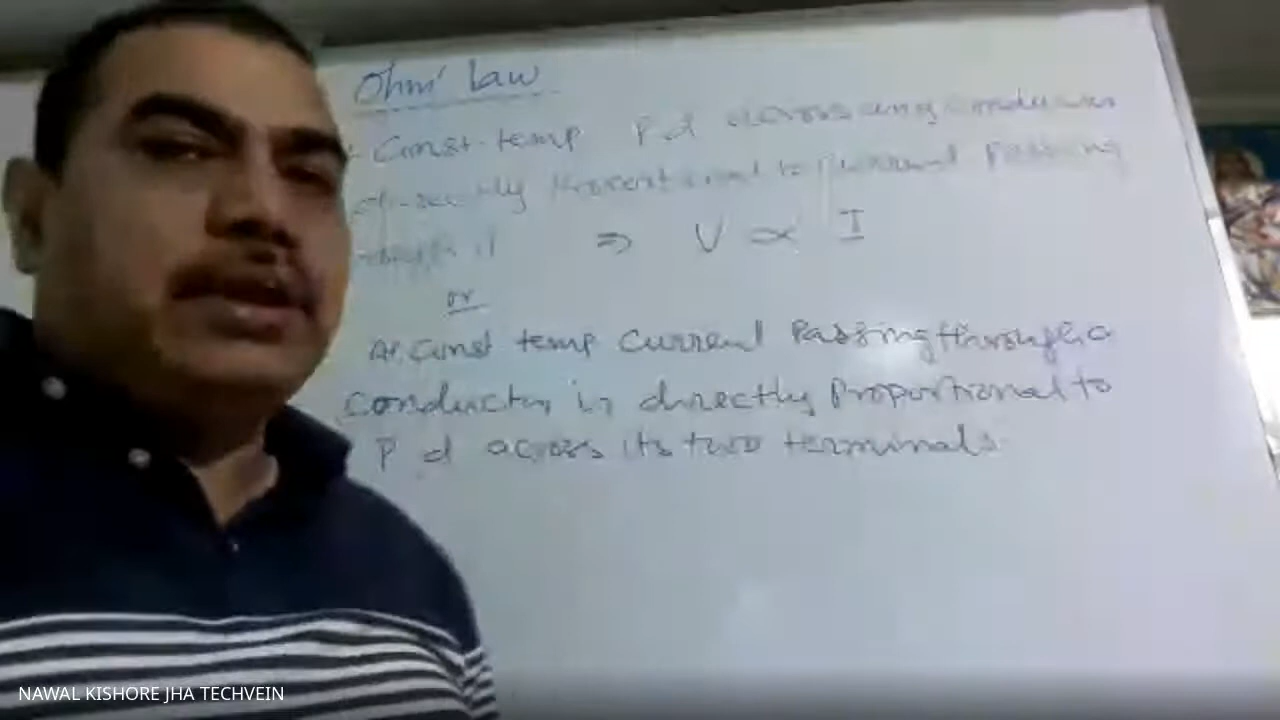 Ohm' Law
Const. temp P d across any conductor
directly Proportional to current Passing
it ⇒ V ∝ I
or
At. Const temp Current Passing through a
conductor is directly Proportional to
P d across its two terminals
NAWAL KISHORE JHA TECHVEIN